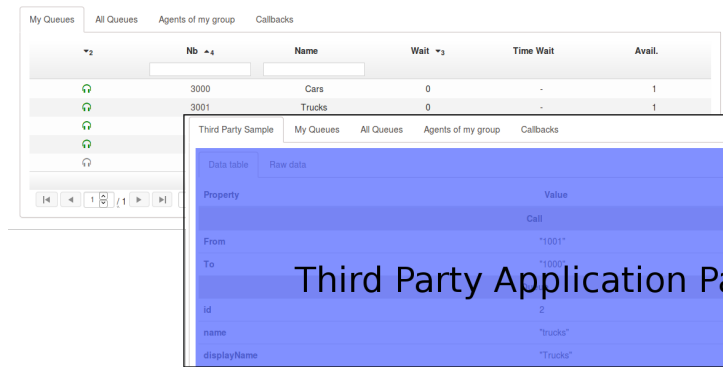 My Queues All Queues Agents of my group Callbacks
2 Nb 4 Name Wait 3 Time Wait Avail.
3000 Cars 0 - 1
3001 Trucks 0 - 1
1 / 1
Third Party Sample My Queues All Queues Agents of my group Callbacks
Data table Raw data
Property Value
Call
From "1001"
To "1000"
Third Party Application Pa
id 2
name "trucks"
displayName "Trucks"